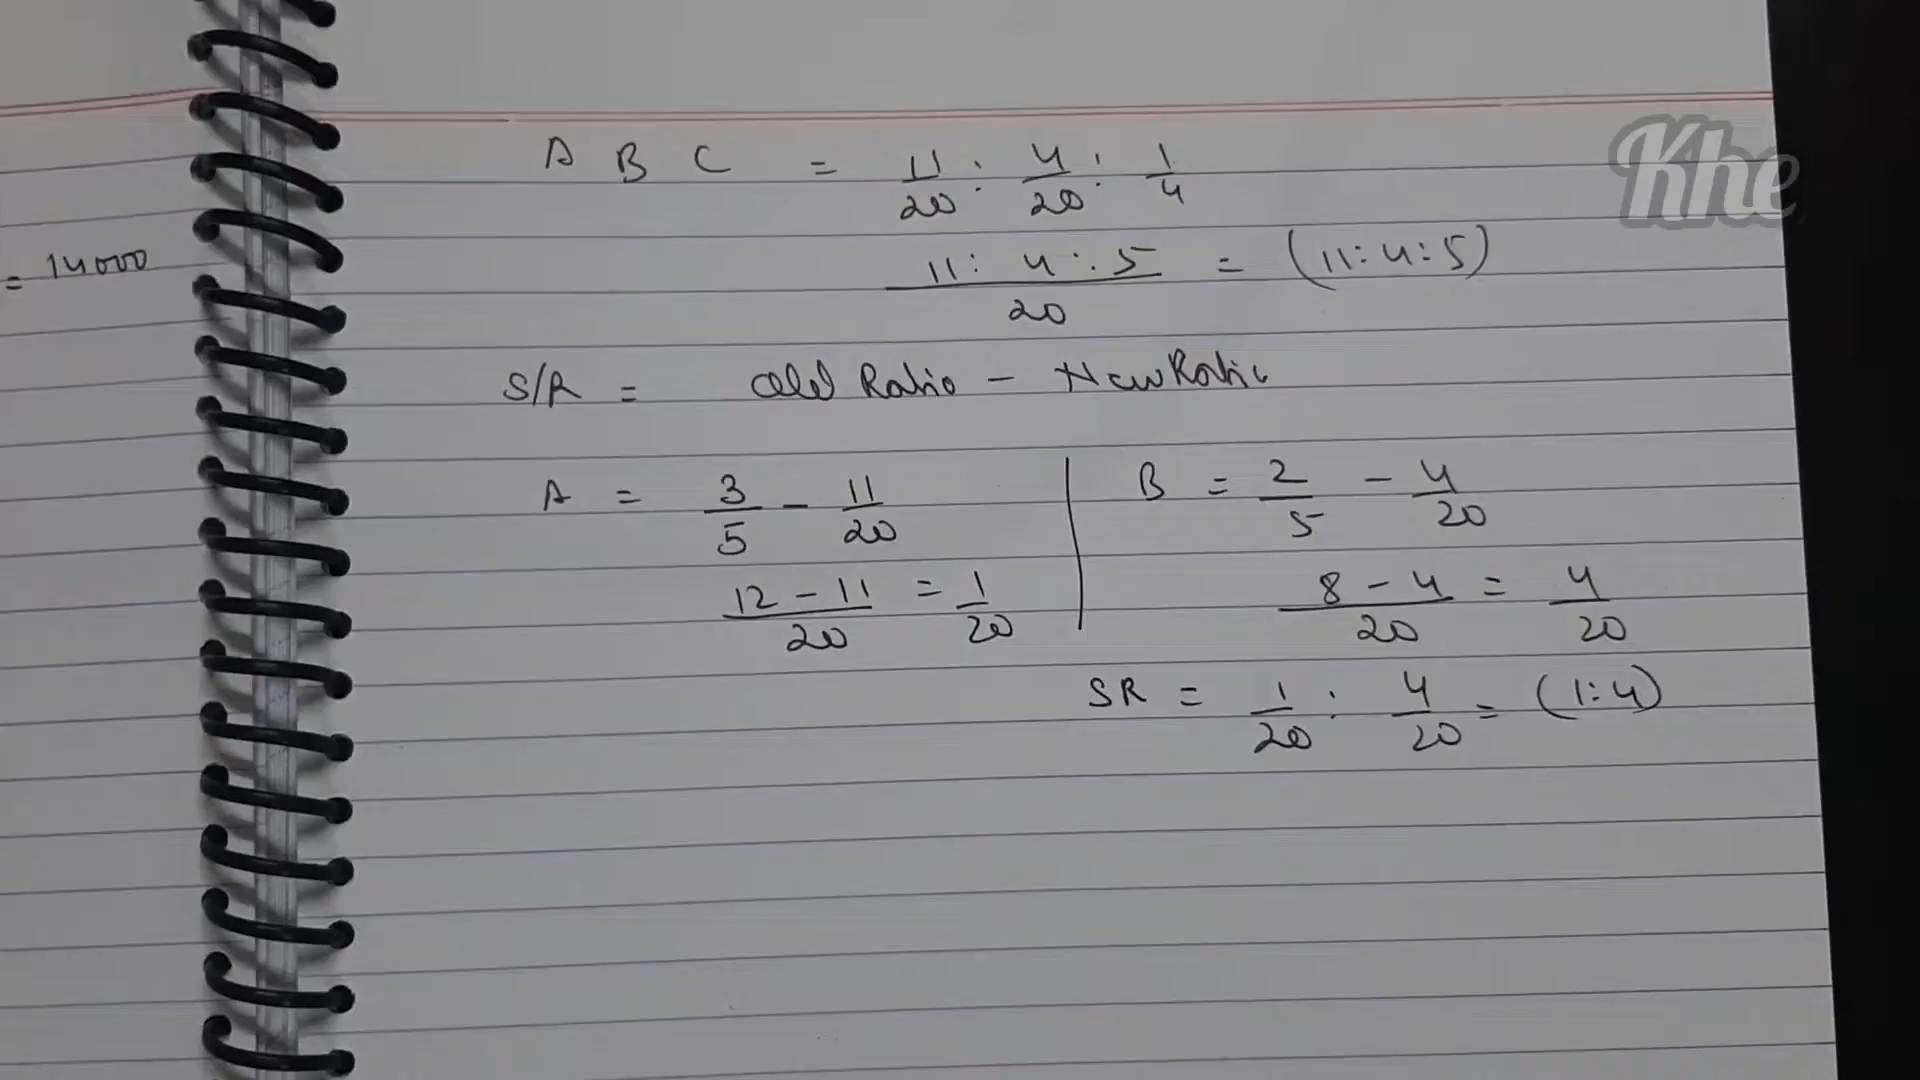 = 14000
A B C = 11/20 : 4/20 : 1/4
11 : 4 : 5 / 20 = (11:4:5)
S/R = Old Ratio - New Ratio
A = 3/5 - 11/20
12 - 11 / 20 = 1/20
B = 2/5 - 4/20
8 - 4 / 20 = 4/20
SR = 1/20 : 4/20 = (1:4)
Khe